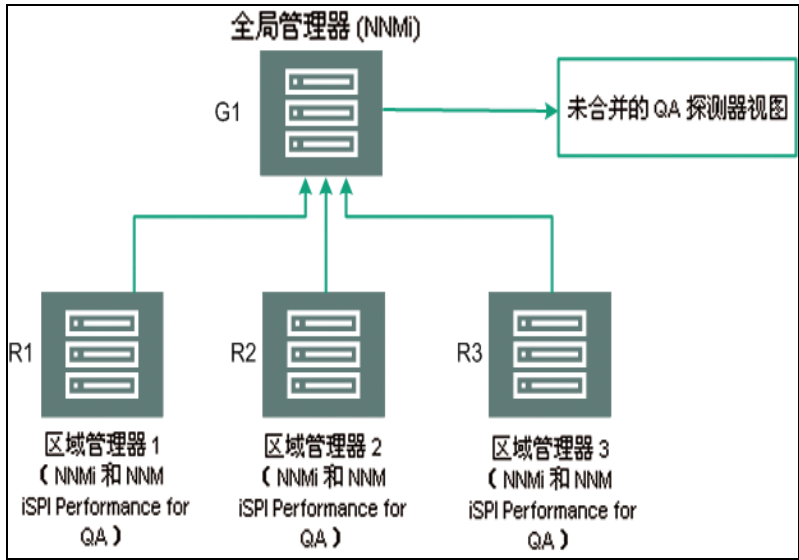 全局管理器 (NNMi)
G1
未合并的 QA 探测器视图
R1
R2
R3
区域管理器 1
（NNMi 和 NNM
iSPI Performance for
QA）
区域管理器 2
（NNMi 和 NNM
iSPI Performance for
QA）
区域管理器 3
（NNMi 和 NNM
iSPI Performance for
QA）